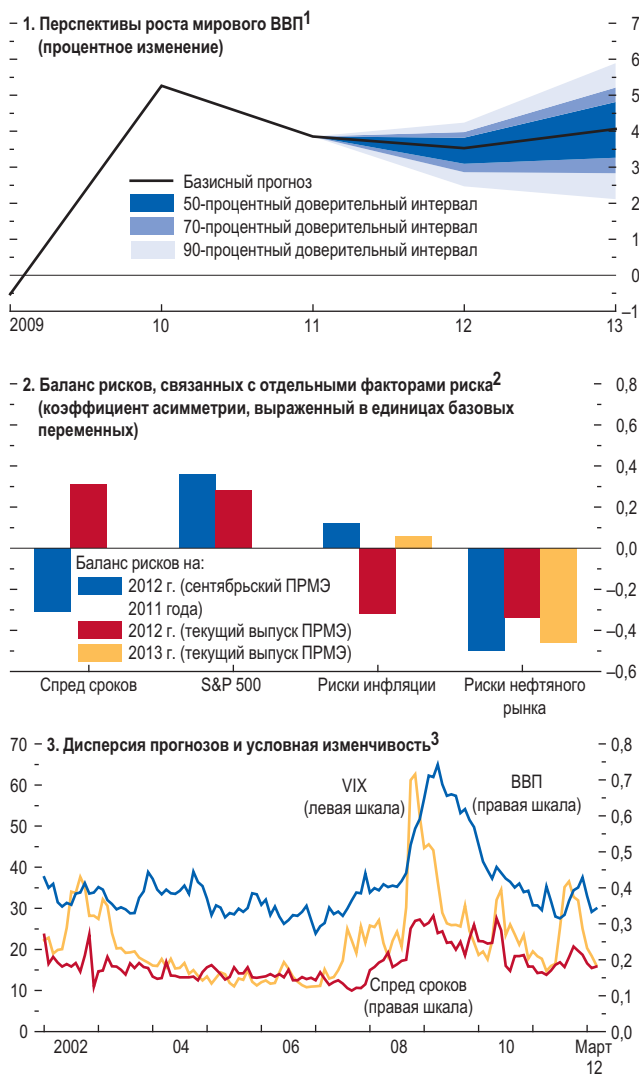 1. Перспективы роста мирового ВВП1
(процентное изменение)
7
6
5
4
3
2
1
0
–1
Базисный прогноз
50-процентный доверительный интервал
70-процентный доверительный интервал
90-процентный доверительный интервал
2009 10 11 12 13
2. Баланс рисков, связанных с отдельными факторами риска2
(коэффициент асимметрии, выраженный в единицах базовых
переменных)
0,8
0,6
0,4
0,2
0,0
–0,2
–0,4
–0,6
Баланс рисков на:
2012 г. (сентябрьский ПРМЭ
2011 года)
2012 г. (текущий выпуск ПРМЭ)
2013 г. (текущий выпуск ПРМЭ)
Спред сроков S&P 500 Риски инфляции Риски нефтяного
рынка
3. Дисперсия прогнозов и условная изменчивость3
70
60
50
40
30
20
10
0
0,8
0,7
0,6
0,5
0,4
0,3
0,2
0,1
0,0
VIX
(левая шкала)
ВВП
(правая шкала)
Спред сроков
(правая шкала)
2002 04 06 08 10 Март
12